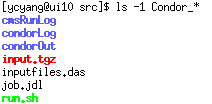 [ycyang@ui10 src]$ ls -1 Condor_*
cmsRunLog
condorLog
condorOut
input.tgz
inputfiles.das
job.jdl
run.sh